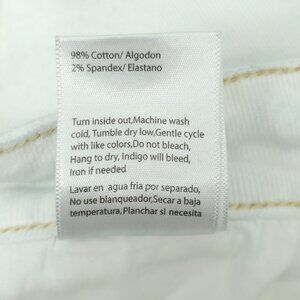 98% Cotton/ Algodon
2% Spandex/ Elastano
Turn inside out,Machine wash
cold, Tumble dry low,Gentle cycle
with like colors,Do not bleach,
Hang to dry, Indigo will bleed,
Iron if needed
Lavar en agua fria por separado,
No use blanqueador,Secar a baja
temperatura,Planchar si necesita